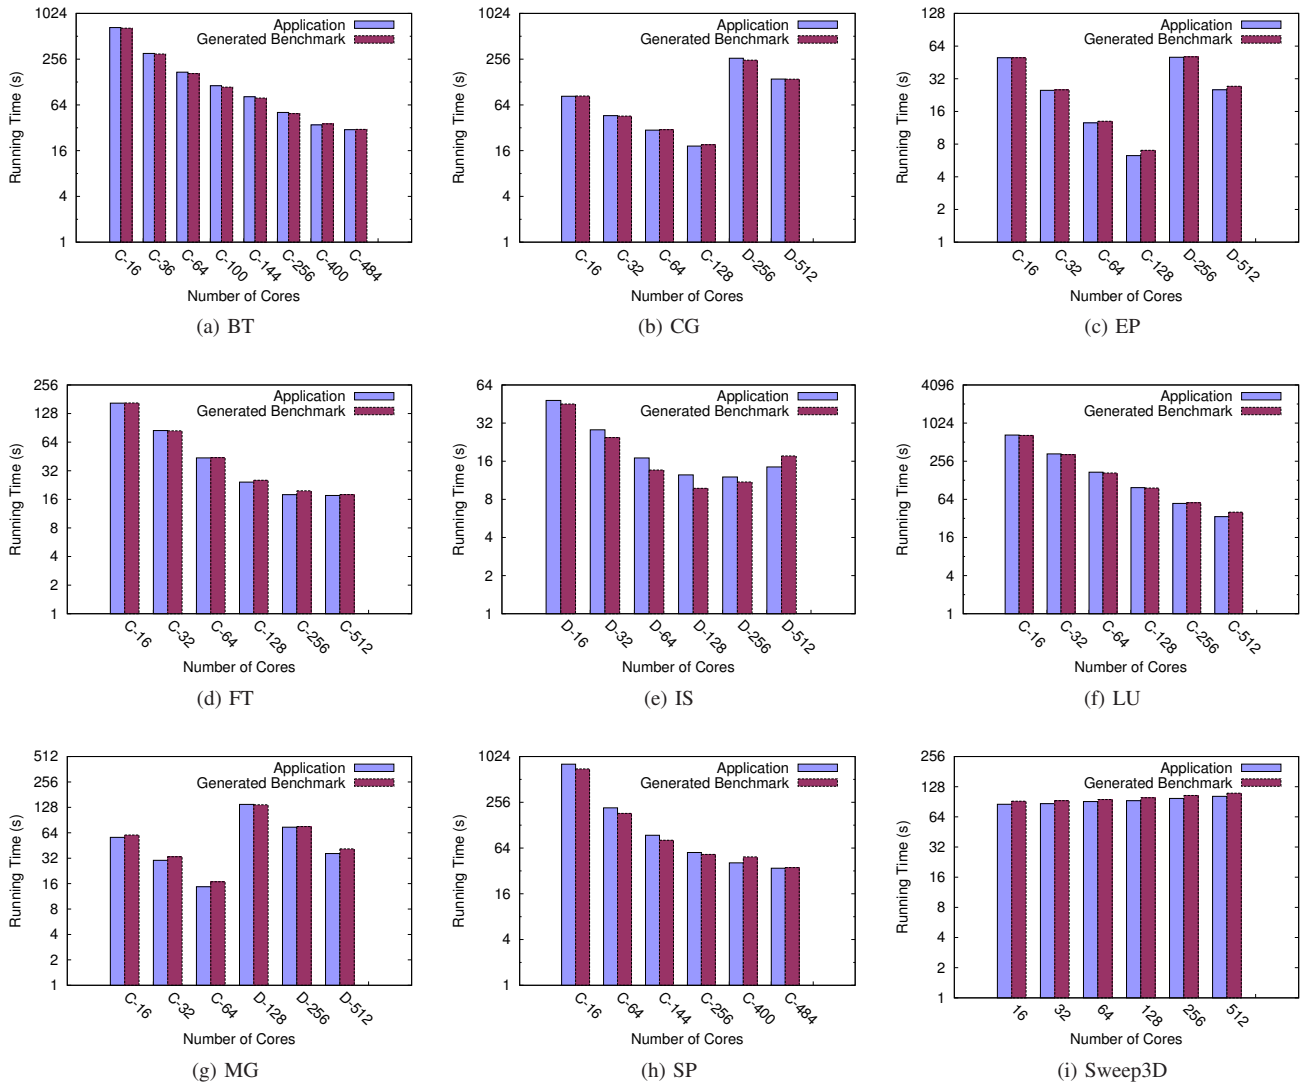 1024
256
64
16
4
1
Running Time (s)
Application
Generated Benchmark
C-16
C-36
C-64
C-100
C-144
C-256
C-400
C-484
Number of Cores
(a) BT
1024
256
64
16
4
1
Running Time (s)
Application
Generated Benchmark
C-16
C-32
C-64
C-128
D-256
D-512
Number of Cores
(b) CG
128
64
32
16
8
4
2
1
Running Time (s)
Application
Generated Benchmark
C-16
C-32
C-64
C-128
D-256
D-512
Number of Cores
(c) EP
256
128
64
32
16
8
4
2
1
Running Time (s)
Application
Generated Benchmark
C-16
C-32
C-64
C-128
C-256
C-512
Number of Cores
(d) FT
64
32
16
8
4
2
1
Running Time (s)
Application
Generated Benchmark
D-16
D-32
D-64
D-128
D-256
D-512
Number of Cores
(e) IS
4096
1024
256
64
16
4
1
Running Time (s)
Application
Generated Benchmark
C-16
C-32
C-64
C-128
C-256
C-512
Number of Cores
(f) LU
512
256
128
64
32
16
8
4
2
1
Running Time (s)
Application
Generated Benchmark
C-16
C-32
C-64
D-128
D-256
D-512
Number of Cores
(g) MG
1024
256
64
16
4
1
Running Time (s)
Application
Generated Benchmark
C-16
C-64
C-144
C-256
C-400
C-484
Number of Cores
(h) SP
256
128
64
32
16
8
4
2
1
Running Time (s)
Application
Generated Benchmark
16
32
64
128
256
512
Number of Cores
(i) Sweep3D